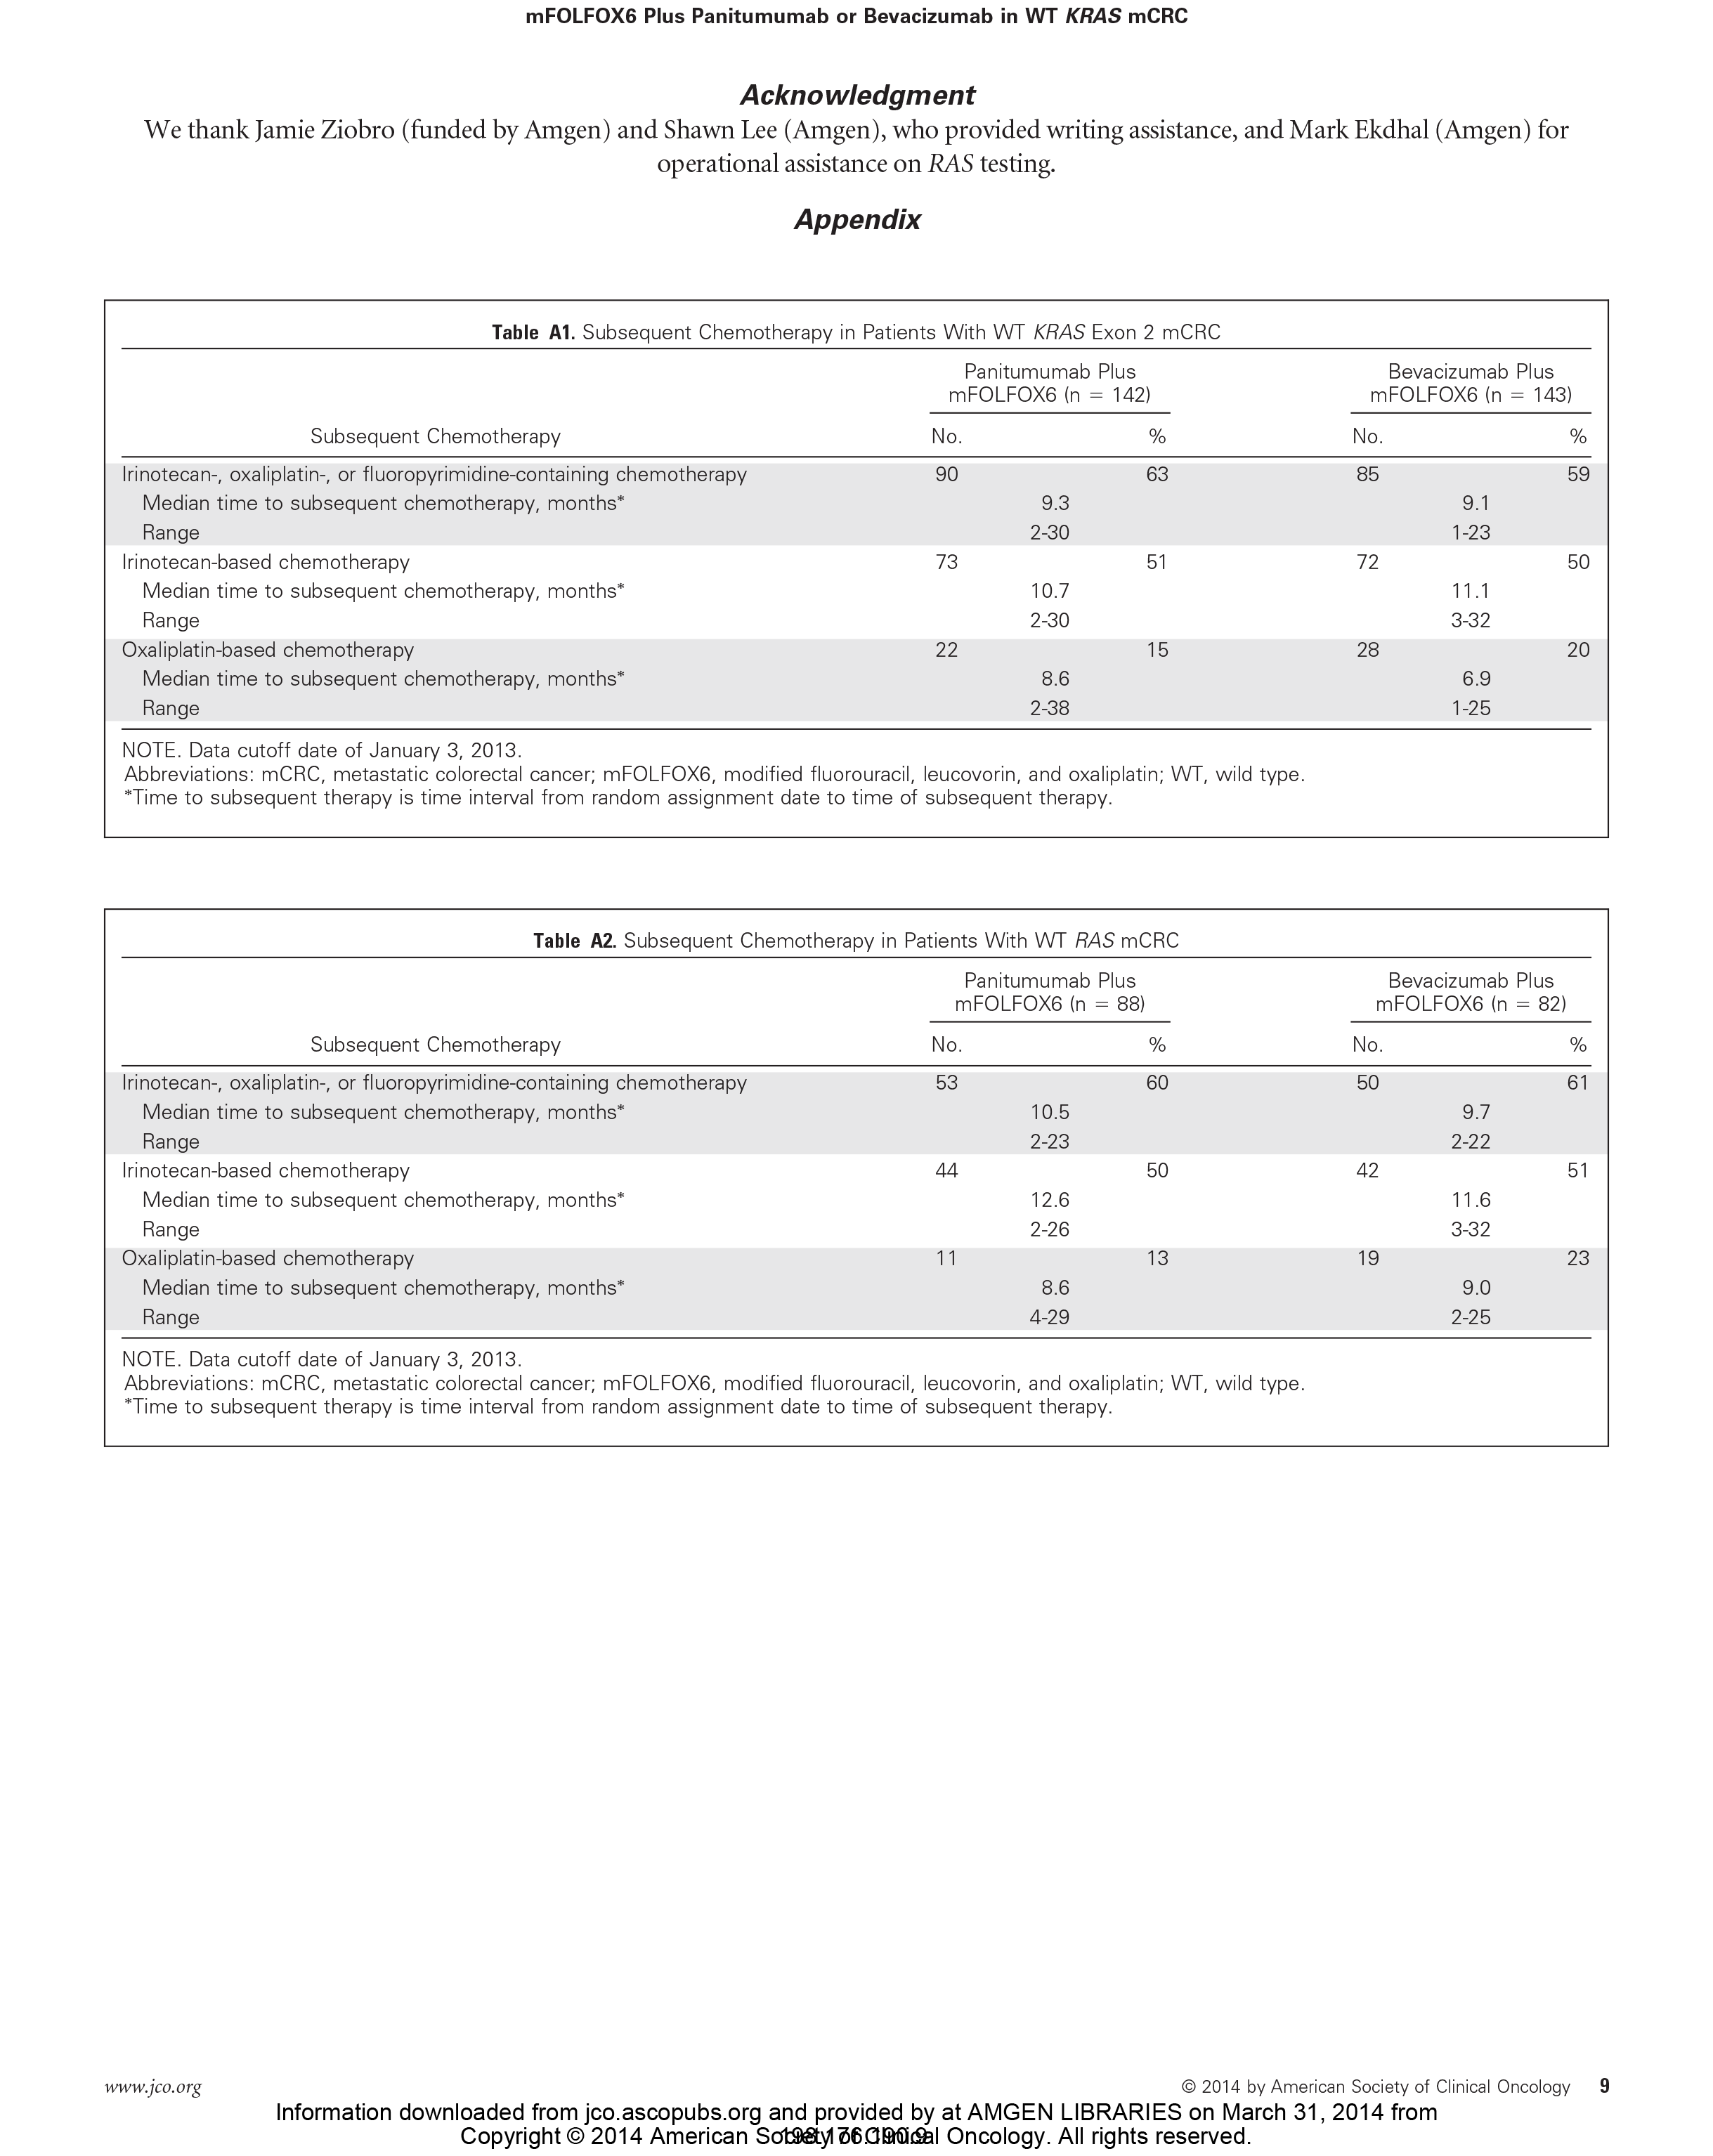 mFOLFOX6 Plus Panitumumab or Bevacizumab in WT KRAS mCRC
Acknowledgment
We thank Jamie Ziobro (funded by Amgen) and Shawn Lee (Amgen), who provided writing assistance, and Mark Ekdhal (Amgen) for
operational assistance on RAS testing.
Appendix
Table A1. Subsequent Chemotherapy in Patients With WT KRAS Exon 2 mCRC
Panitumumab Plus Bevacizumab Plus
mFOLFOX6 (n = 142) mFOLFOX6 (n = 143)
Subsequent Chemotherapy No. % No. %
Irinotecan-, oxaliplatin-, or fluoropyrimidine-containing chemotherapy 90 63 85 59
Median time to subsequent chemotherapy, months* 9.3 9.1
Range 2-30 1-23
Irinotecan-based chemotherapy 73 51 72 50
Median time to subsequent chemotherapy, months* 10.7 11.1
Range 2-30 3-32
Oxaliplatin-based chemotherapy 22 15 28 20
Median time to subsequent chemotherapy, months* 8.6 6.9
Range 2-38 1-25
NOTE. Data cutoff date of January 3, 2013.
Abbreviations: mCRC, metastatic colorectal cancer; mFOLFOX6, modified fluorouracil, leucovorin, and oxaliplatin; WT, wild type.
*Time to subsequent therapy is time interval from random assignment date to time of subsequent therapy.
Table A2. Subsequent Chemotherapy in Patients With WT RAS mCRC
Panitumumab Plus Bevacizumab Plus
mFOLFOX6 (n = 88) mFOLFOX6 (n = 82)
Subsequent Chemotherapy No. % No. %
Irinotecan-, oxaliplatin-, or fluoropyrimidine-containing chemotherapy 53 60 50 61
Median time to subsequent chemotherapy, months* 10.5 9.7
Range 2-23 2-22
Irinotecan-based chemotherapy 44 50 42 51
Median time to subsequent chemotherapy, months* 12.6 11.6
Range 2-26 3-32
Oxaliplatin-based chemotherapy 11 13 19 23
Median time to subsequent chemotherapy, months* 8.6 9.0
Range 4-29 2-25
NOTE. Data cutoff date of January 3, 2013.
Abbreviations: mCRC, metastatic colorectal cancer; mFOLFOX6, modified fluorouracil, leucovorin, and oxaliplatin; WT, wild type.
*Time to subsequent therapy is time interval from random assignment date to time of subsequent therapy.
www.jco.org © 2014 by American Society of Clinical Oncology 9
Information downloaded from jco.ascopubs.org and provided by at AMGEN LIBRARIES on March 31, 2014 from
Copyright © 2014 American Society of Clinical Oncology. All rights reserved.